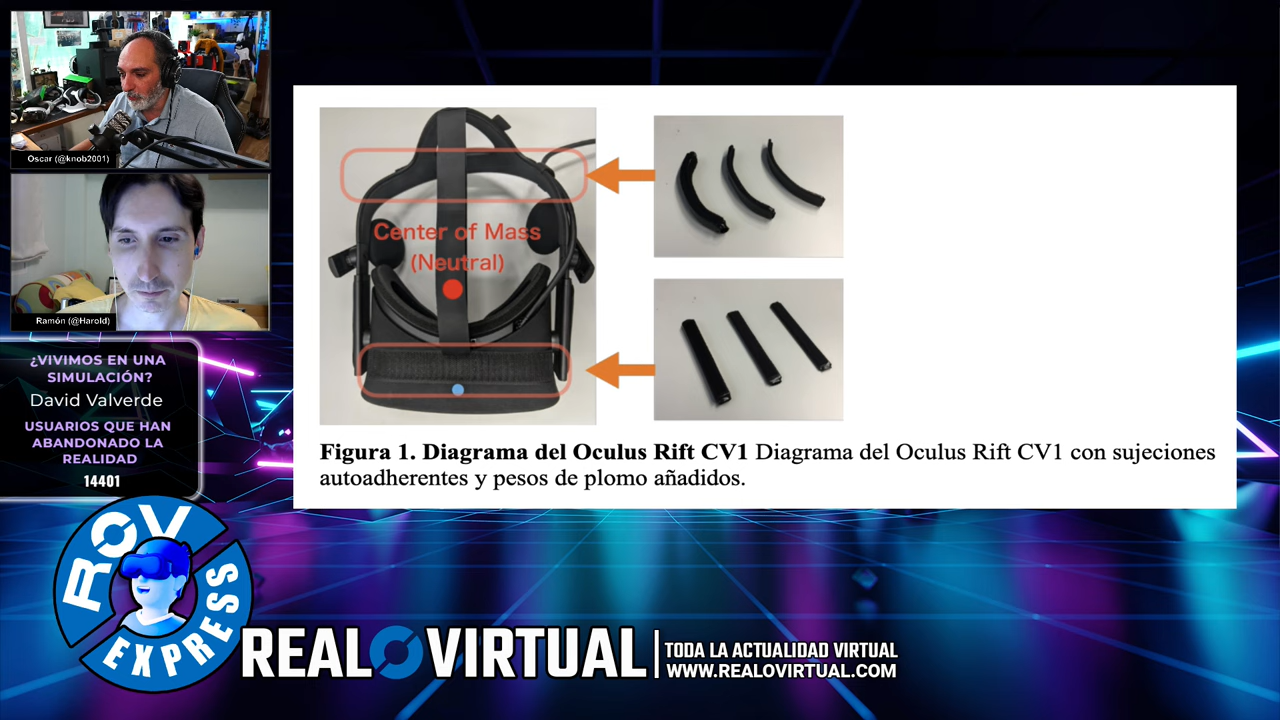 Oscar (@knob2001)
Ramón (@Harold)
¿VIVIMOS EN UNA
SIMULACIÓN?
David Valverde
USUARIOS QUE HAN
ABANDONADO LA
REALIDAD
14401
Center of Mass
(Neutral)
Figura 1. Diagrama del Oculus Rift CV1 Diagrama del Oculus Rift CV1 con sujeciones
autoadherentes y pesos de plomo añadidos.
ROV
EXPRESS
REAL O VIRTUAL
TODA LA ACTUALIDAD VIRTUAL
WWW.REALOVIRTUAL.COM